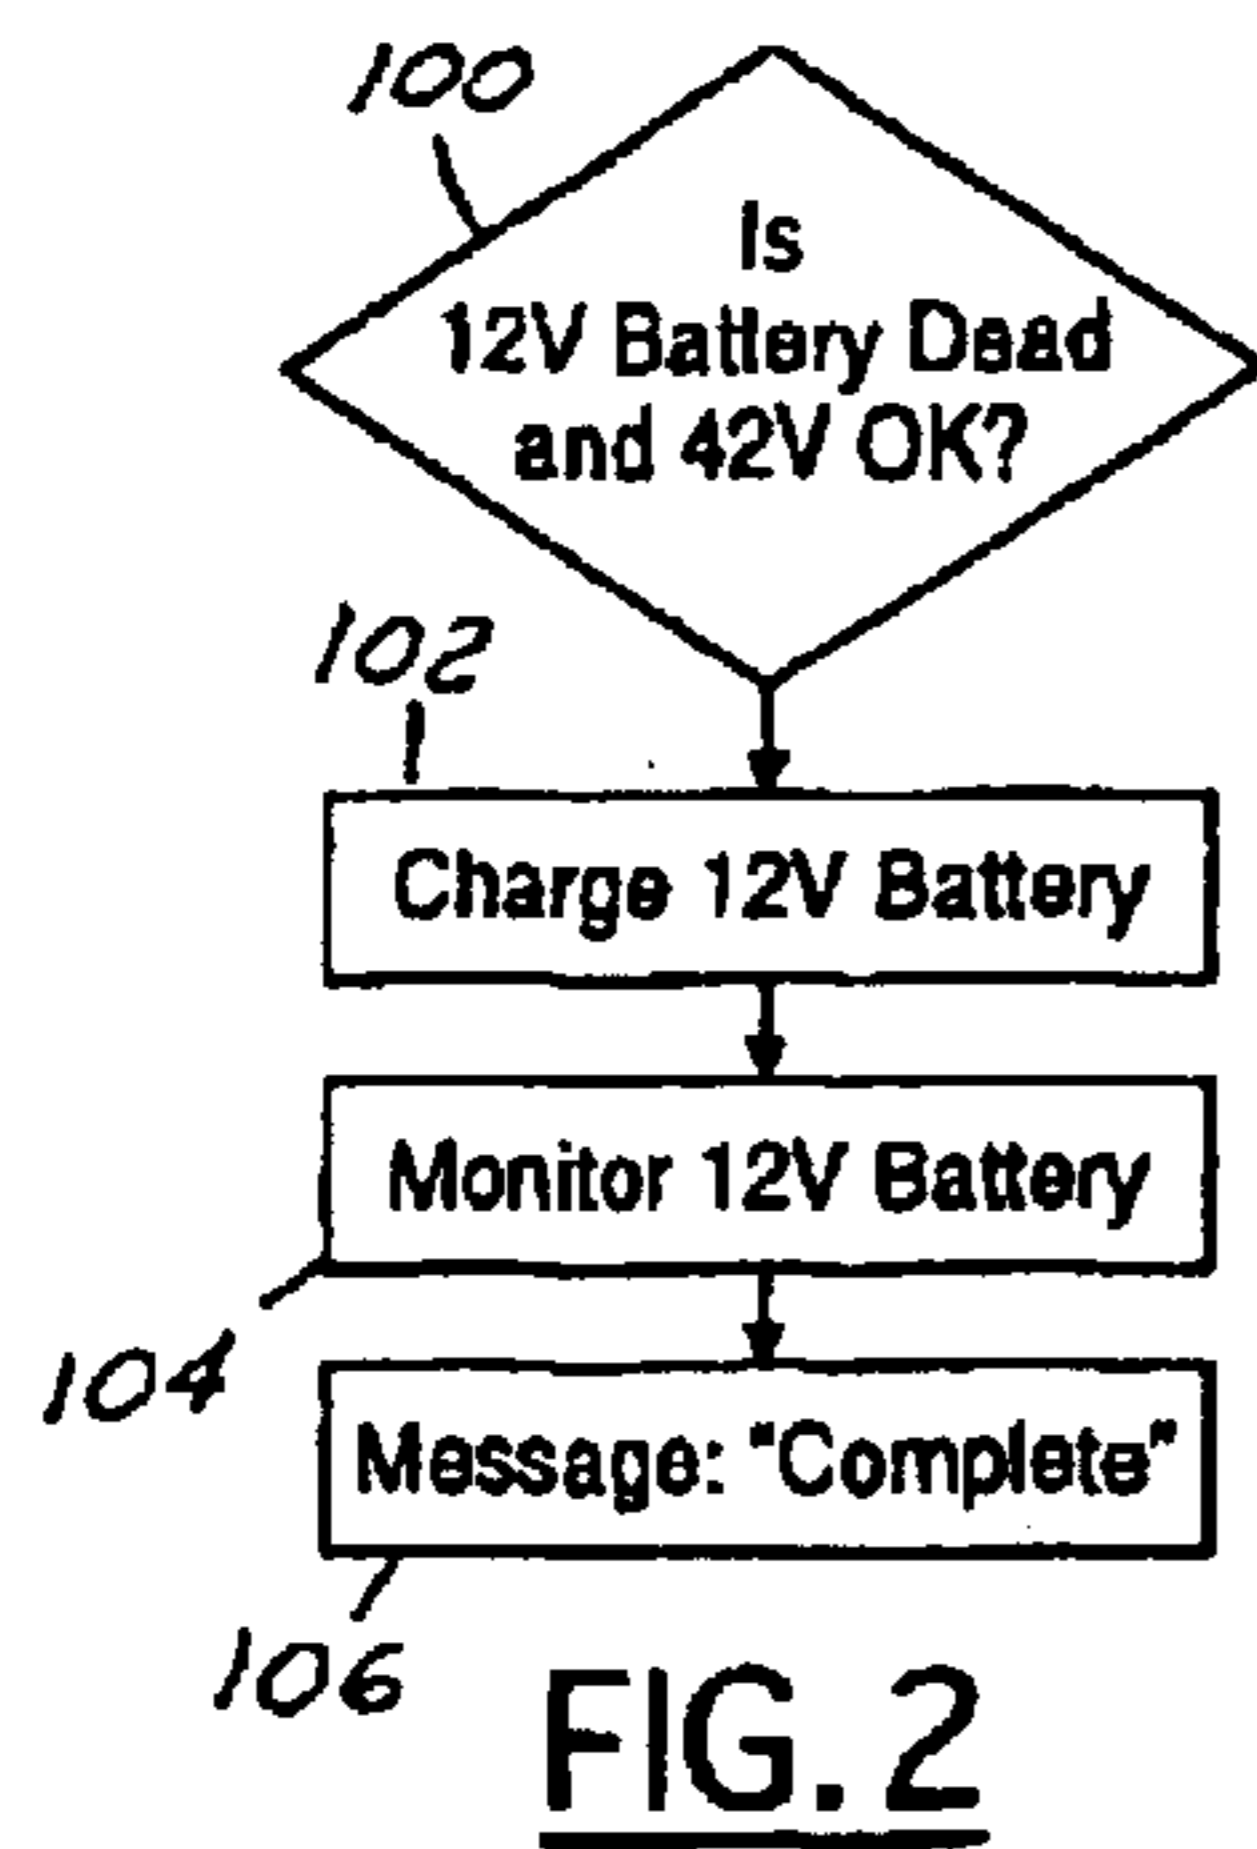 100
Is
12V Battery Dead
and 42V OK?
102
Charge 12V Battery
Monitor 12V Battery
104
Message: "Complete"
106
FIG. 2